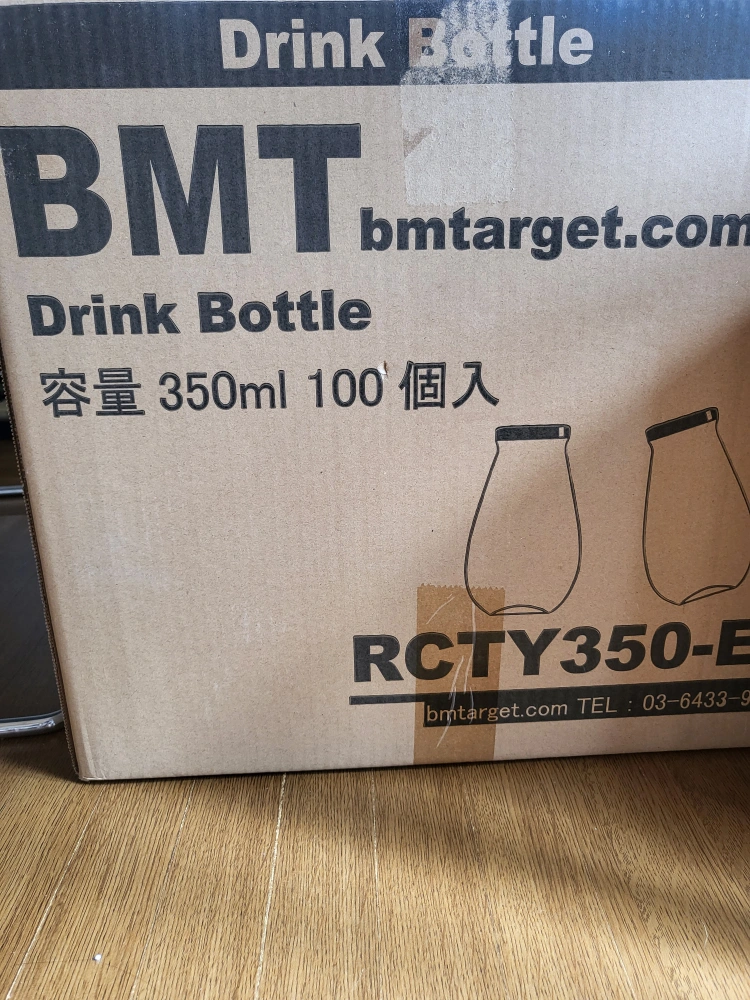 Drink Bottle
BMT bmtarget.com
Drink Bottle
容量 350ml 100 個入
RCTY350-
bmtarget.com TEL : 03-6433-9